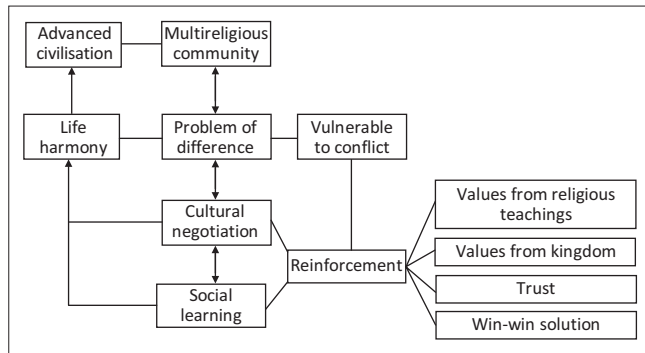 Advanced
civilisation
Multireligious
community
Life
harmony
Problem of
difference
Vulnerable
to conflict
Cultural
negotiation
Social
learning
Reinforcement
Values from religious
teachings
Values from kingdom
Trust
Win-win solution